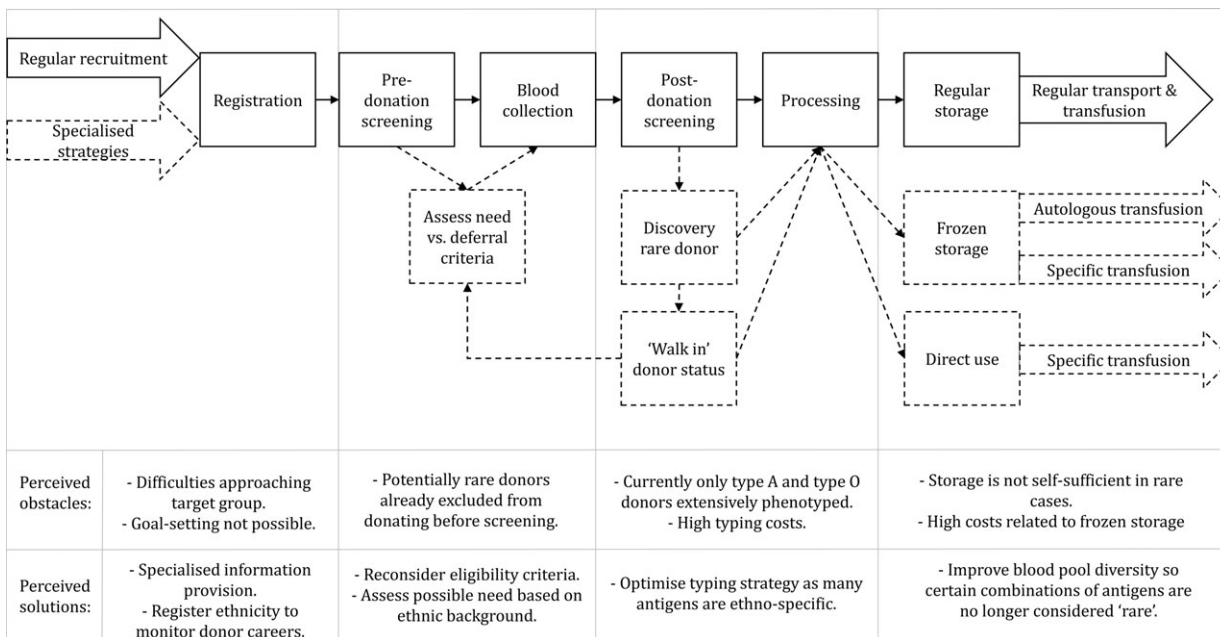 Regular recruitment
Specialised
strategies
Registration
Pre-
donation
screening
Blood
collection
Post-
donation
screening
Processing
Regular
storage
Regular transport &
transfusion
Assess need
vs. deferral
criteria
Discovery
rare donor
Frozen
storage
Autologous transfusion
Specific transfusion
‘Walk in’
donor status
Direct use
Specific transfusion
Perceived
obstacles:
- Difficulties approaching
target group.
- Goal-setting not possible.
- Potentially rare donors
already excluded from
donating before screening.
- Currently only type A and type O
donors extensively phenotyped.
- High typing costs.
- Storage is not self-sufficient in rare
cases.
- High costs related to frozen storage
Perceived
solutions:
- Specialised information
provision.
- Register ethnicity to
monitor donor careers.
- Reconsider eligibility criteria.
- Assess possible need based on
ethnic background.
- Optimise typing strategy as many
antigens are ethno-specific.
- Improve blood pool diversity so
certain combinations of antigens are
no longer considered ‘rare’.